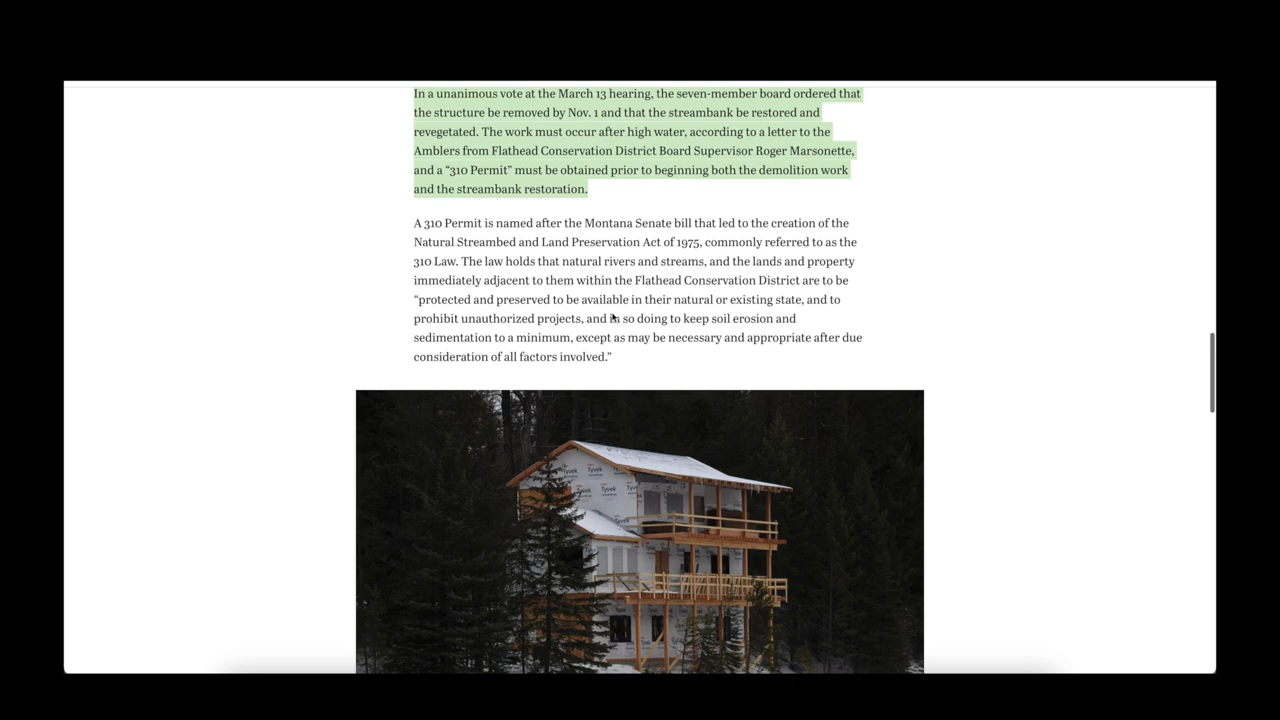 In a unanimous vote at the March 13 hearing, the seven-member board ordered that
the structure be removed by Nov. 1 and that the streambank be restored and
revegetated. The work must occur after high water, according to a letter to the
Amblers from Flathead Conservation District Board Supervisor Roger Marsonette,
and a “310 Permit” must be obtained prior to beginning both the demolition work
and the streambank restoration.
A 310 Permit is named after the Montana Senate bill that led to the creation of the
Natural Streambed and Land Preservation Act of 1975, commonly referred to as the
310 Law. The law holds that natural rivers and streams, and the lands and property
immediately adjacent to them within the Flathead Conservation District are to be
“protected and preserved to be available in their natural or existing state, and to
prohibit unauthorized projects, and in so doing to keep soil erosion and
sedimentation to a minimum, except as may be necessary and appropriate after due
consideration of all factors involved.”
Tyvek
Tyvek
Tyvek
Tyvek